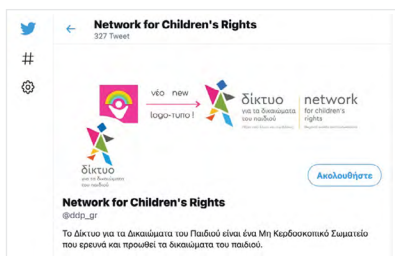 Network for Children's Rights
327 Tweet
νέο new
λογο-τυπο !
δίκτυο
για τα δικαιώματα
του παιδιού
network
for children's
rights
δίκτυο
για τα δικαιώματα
του παιδιού
Ακολουθήστε
Network for Children's Rights
@ddp_gr
Το Δίκτυο για τα Δικαιώματα του Παιδιού είναι ένα Μη Κερδοσκοπικό Σωματείο
που ερευνά και προωθεί τα δικαιώματα του παιδιού.